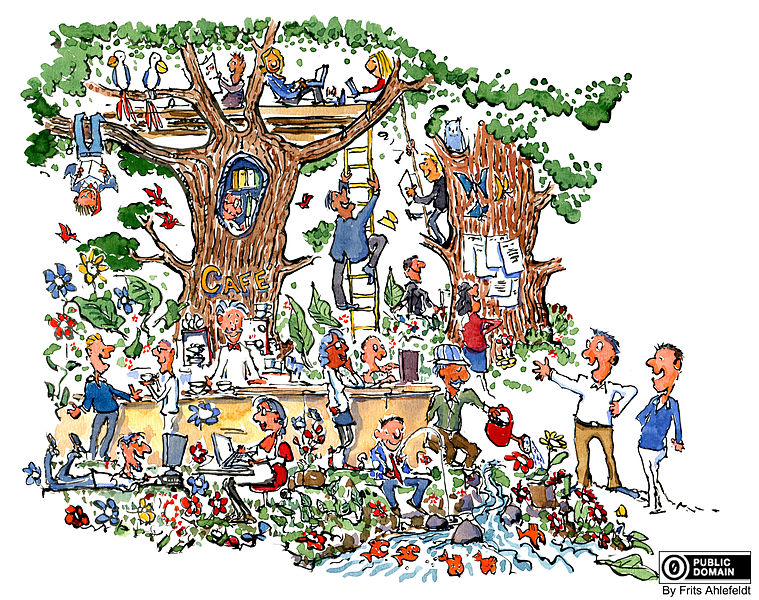 CAFE
PUBLIC
DOMAIN
By Frits Ahlefeldt